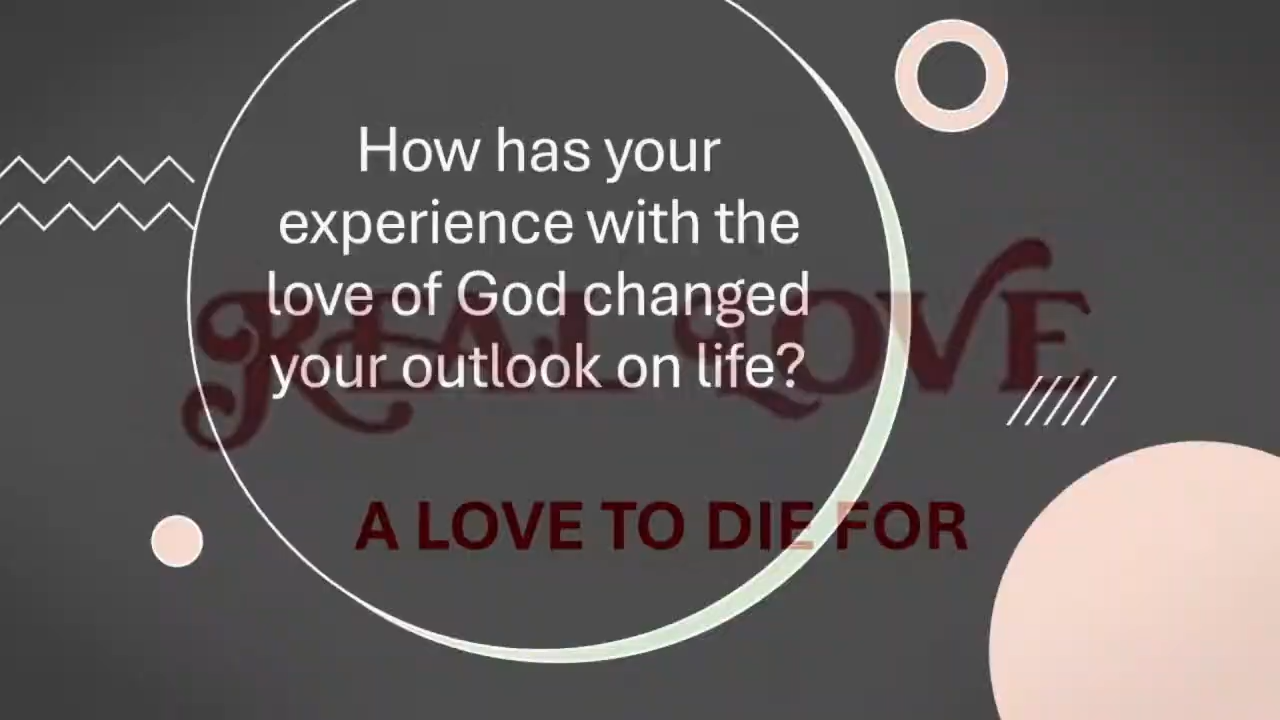 How has your
experience with the
love of God changed
your outlook on life?
REAL LOVE
A LOVE TO DIE FOR